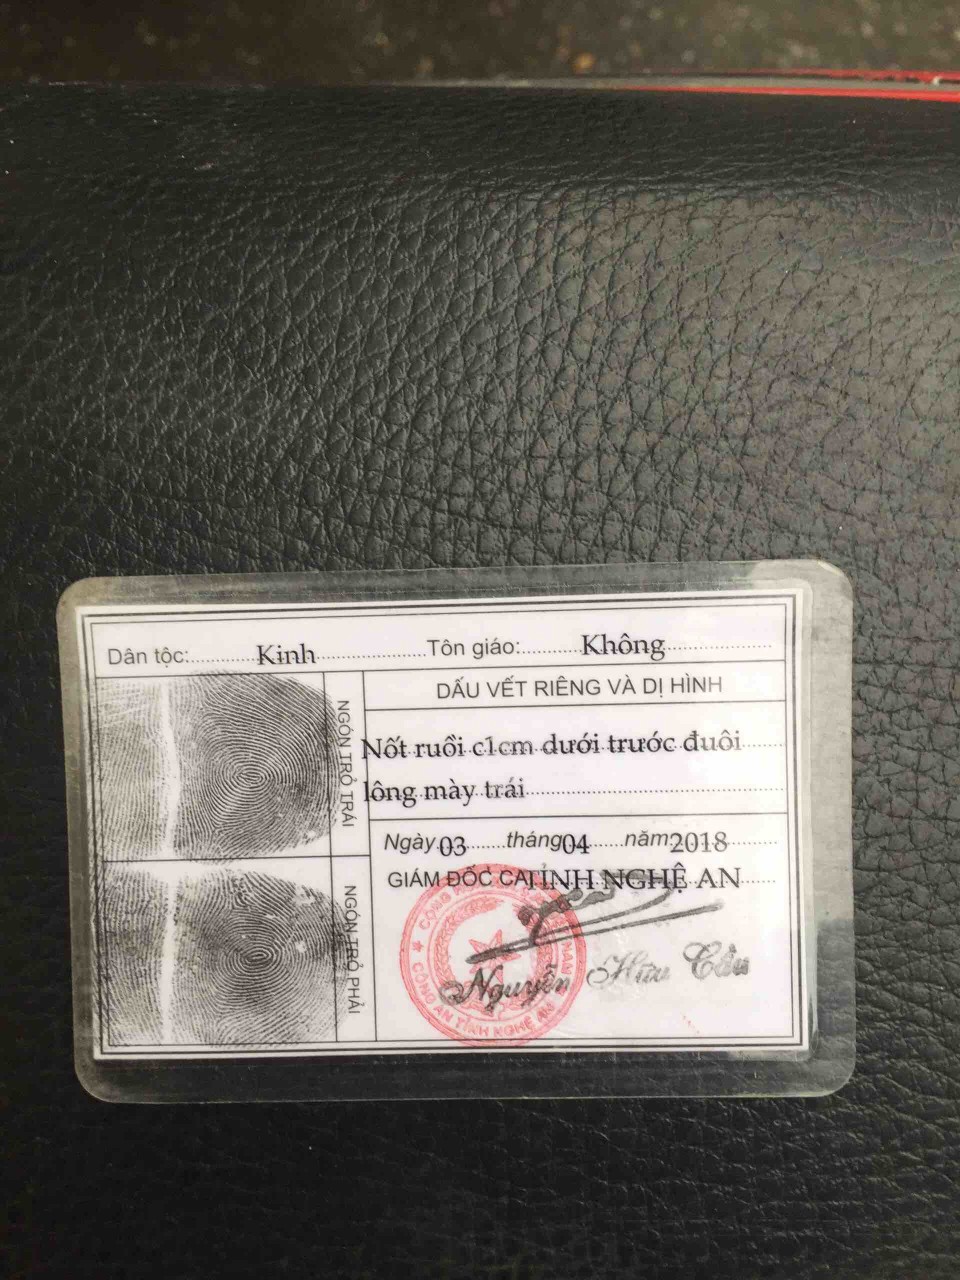 Dân tộc: Kinh Tôn giáo: Không
DẤU VẾT RIÊNG VÀ DỊ HÌNH
Nốt ruồi c1cm dưới trước đuôi
lông mày trái
NGÓN TRỎ TRÁI
NGÓN TRỎ PHẢI
Ngày 03 tháng 04 năm 2018
GIÁM ĐỐC CA TỈNH NGHỆ AN
CÔNG AN TỈNH NGHỆ AN
Nguyễn Hữu Cầu